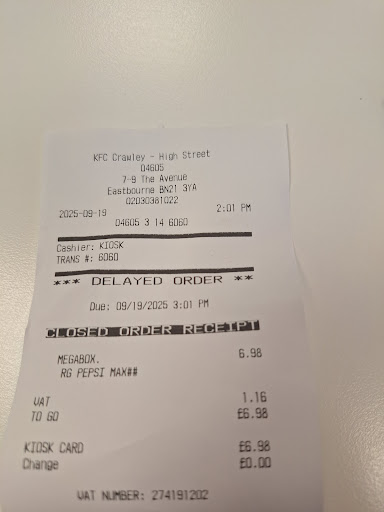 KFC Crawley - High Street
04605
7-9 The Avenue
Eastbourne BN21 3YA
02030381022
2025-09-19 2:01 PM
04605 3 14 6060
Cashier: KIOSK
TRANS #: 6060
*** DELAYED ORDER **
Due: 09/19/2025 3:01 PM
CLOSED ORDER RECEIPT
MEGABOX. 6.98
RG PEPSI MAX##
VAT 1.16
TO GO £6.98
KIOSK CARD £6.98
Change £0.00
VAT NUMBER: 274191202